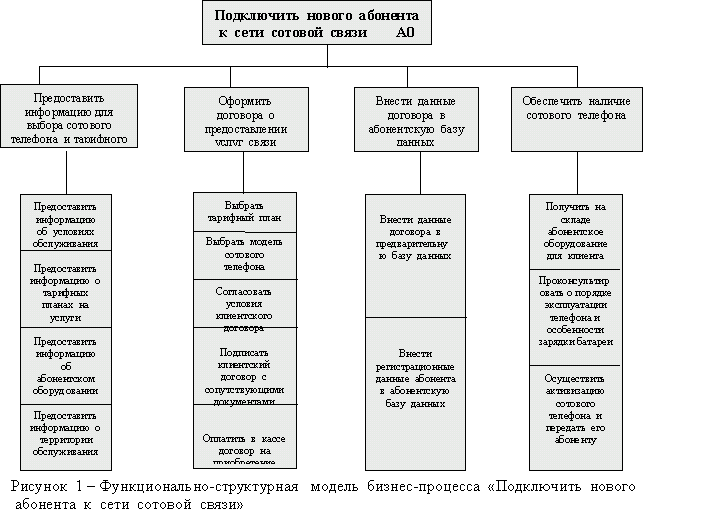 Подключить нового абонента
к сети сотовой связи А0
Предоставить
информацию для
выбора сотового
телефона и тарифного
Оформить
договора о
предоставлении
услуг связи
Внести данные
договора в
абонентскую базу
данных
Обеспечить наличие
сотового телефона
Предоставить
информацию
об условиях
обслуживания
Предоставить
информацию о
тарифных
планах на
услуги
Предоставить
информацию
об
абонентском
оборудовании
Предоставить
информацию о
территории
обслуживания
Выбрать
тарифный план
Выбрать модель
сотового
телефона
Согласовать
условия
клиентского
договора
Подписать
клиентский
договор с
сопутствующими
документами
Оплатить в кассе
договор на
приобретение
Внести данные
договора в
предварительну
ю базу данных
Внести
регистрационные
данные абонента
в абонентскую
базу данных
Получить на
складе
абонентское
оборудование
для клиента
Проконсультир
овать о порядке
эксплуатации
телефона и
особенности
зарядки батареи
Осуществить
активизацию
сотового
телефона и
передать его
абоненту
Рисунок 1 – Функционально-структурная модель бизнес-процесса «Подключить нового
абонента к сети сотовой связи»